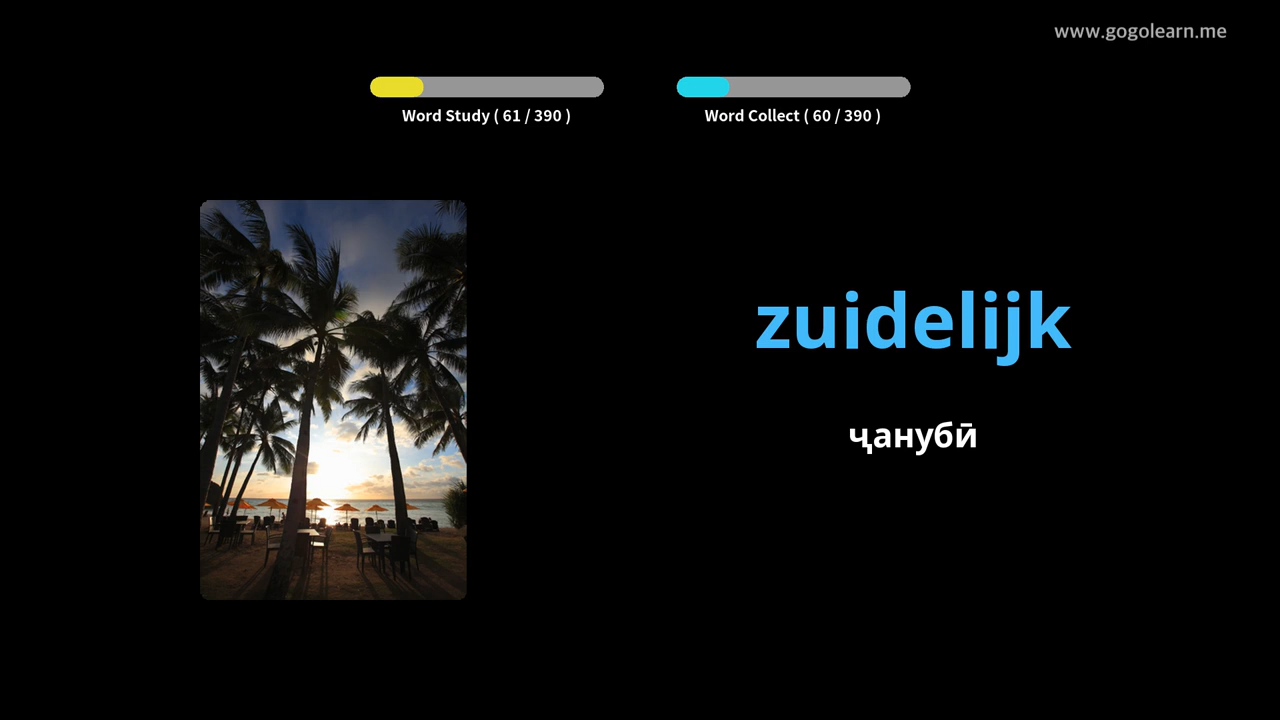 www.gogolearn.me
Word Study ( 61 / 390 )
Word Collect ( 60 / 390 )
zuidelijk
ҷанубӣ